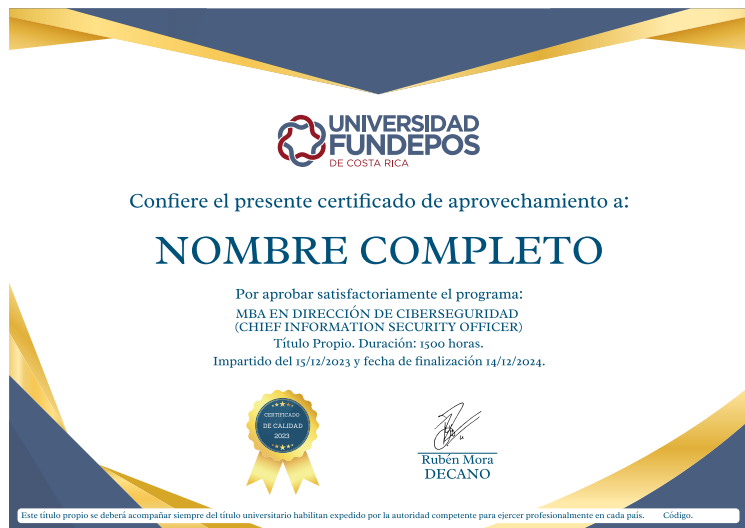 UNIVERSIDAD
FUNDEPOS
DE COSTA RICA
Confiere el presente certificado de aprovechamiento a:
NOMBRE COMPLETO
Por aprobar satisfactoriamente el programa:
MBA EN DIRECCIÓN DE CIBERSEGURIDAD
(CHIEF INFORMATION SECURITY OFFICER)
Título Propio. Duración: 1500 horas.
Impartido del 15/12/2023 y fecha de finalización 14/12/2024.
CERTIFICADO
DE CALIDAD
2023
Rubén Mora
DECANO
Este título propio se deberá acompañar siempre del título universitario habilitan expedido por la autoridad competente para ejercer profesionalmente en cada país. Código.